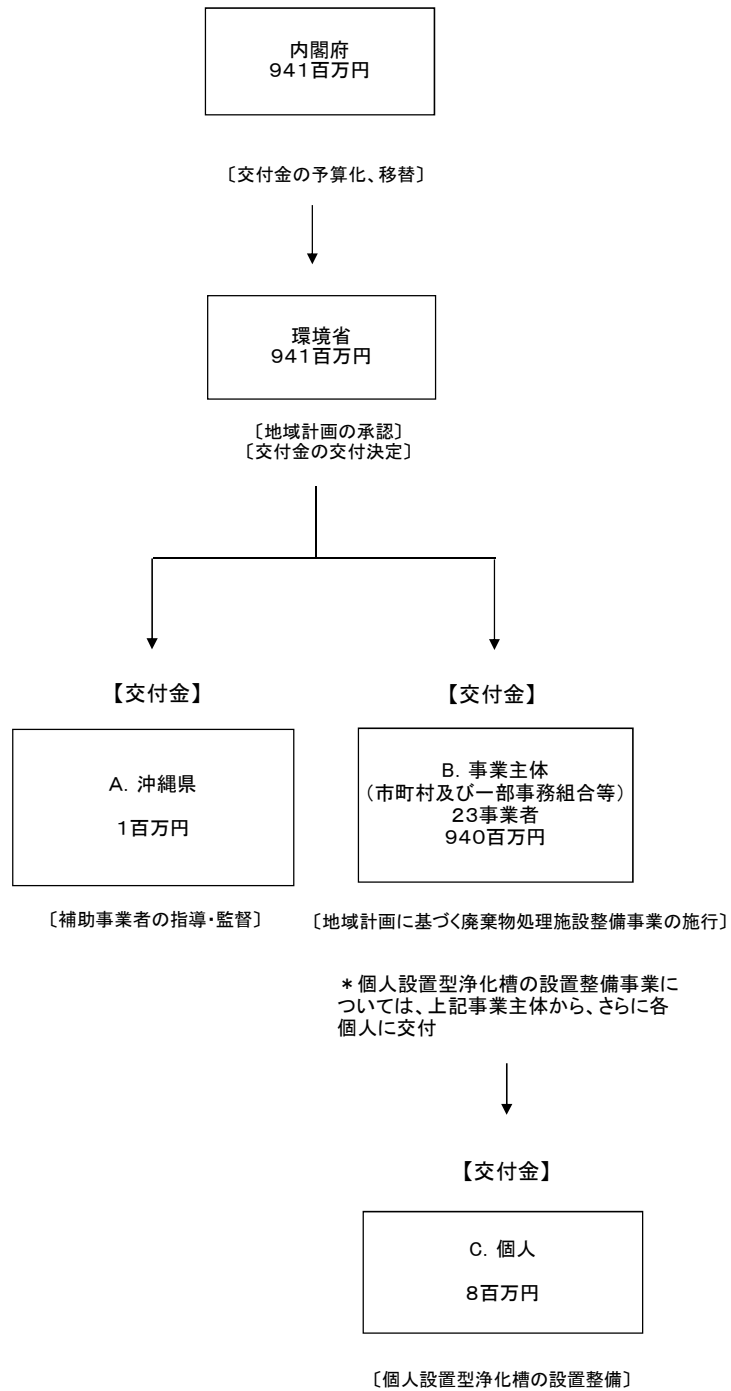 内閣府
941百万円
〔交付金の予算化、移替〕
環境省
941百万円
〔地域計画の承認〕
〔交付金の交付決定〕
【交付金】
A. 沖縄県
1百万円
〔補助事業者の指導・監督〕
【交付金】
B. 事業主体
（市町村及び一部事務組合等）
23事業者
940百万円
〔地域計画に基づく廃棄物処理施設整備事業の施行〕
＊個人設置型浄化槽の設置整備事業に
ついては、上記事業主体から、さらに各
個人に交付
【交付金】
C. 個人
8百万円
〔個人設置型浄化槽の設置整備〕